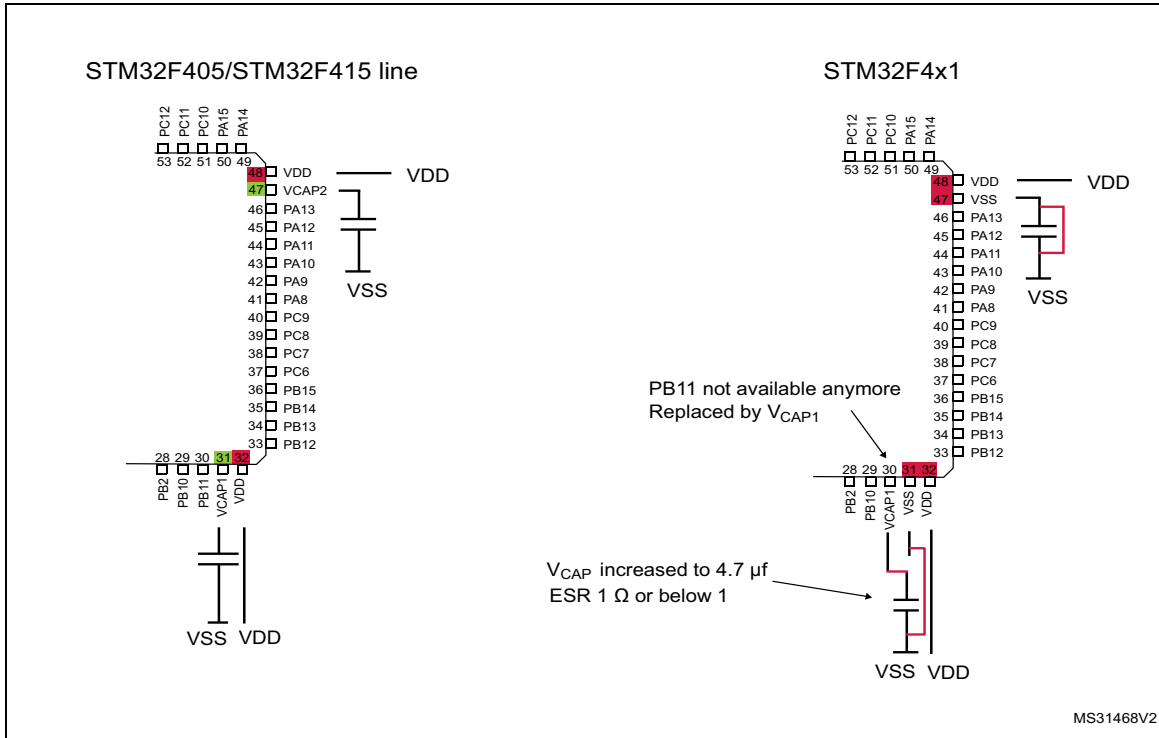 STM32F405/STM32F415 line
PC12
PC11
PC10
PA15
PA14
53 52 51 50 49
48 VDD
VDD
47 VCAP2
46 PA13
45 PA12
44 PA11
43 PA10
42 PA9
41 PA8
40 PC9
39 PC8
38 PC7
37 PC6
36 PB15
35 PB14
34 PB13
33 PB12
VSS
28 29 30 31 32
PB2
PB10
PB11
VCAP1
VDD
VSS VDD
STM32F4x1
PC12
PC11
PC10
PA15
PA14
53 52 51 50 49
48 VDD
VDD
47 VSS
46 PA13
45 PA12
44 PA11
43 PA10
42 PA9
41 PA8
40 PC9
39 PC8
38 PC7
37 PC6
36 PB15
35 PB14
34 PB13
33 PB12
VSS
PB11 not available anymore
Replaced by VCAP1
28 29 30 31 32
PB2
PB10
VCAP1
VSS
VDD
VCAP increased to 4.7 µf
ESR 1 Ω or below 1
VSS VDD
MS31468V2